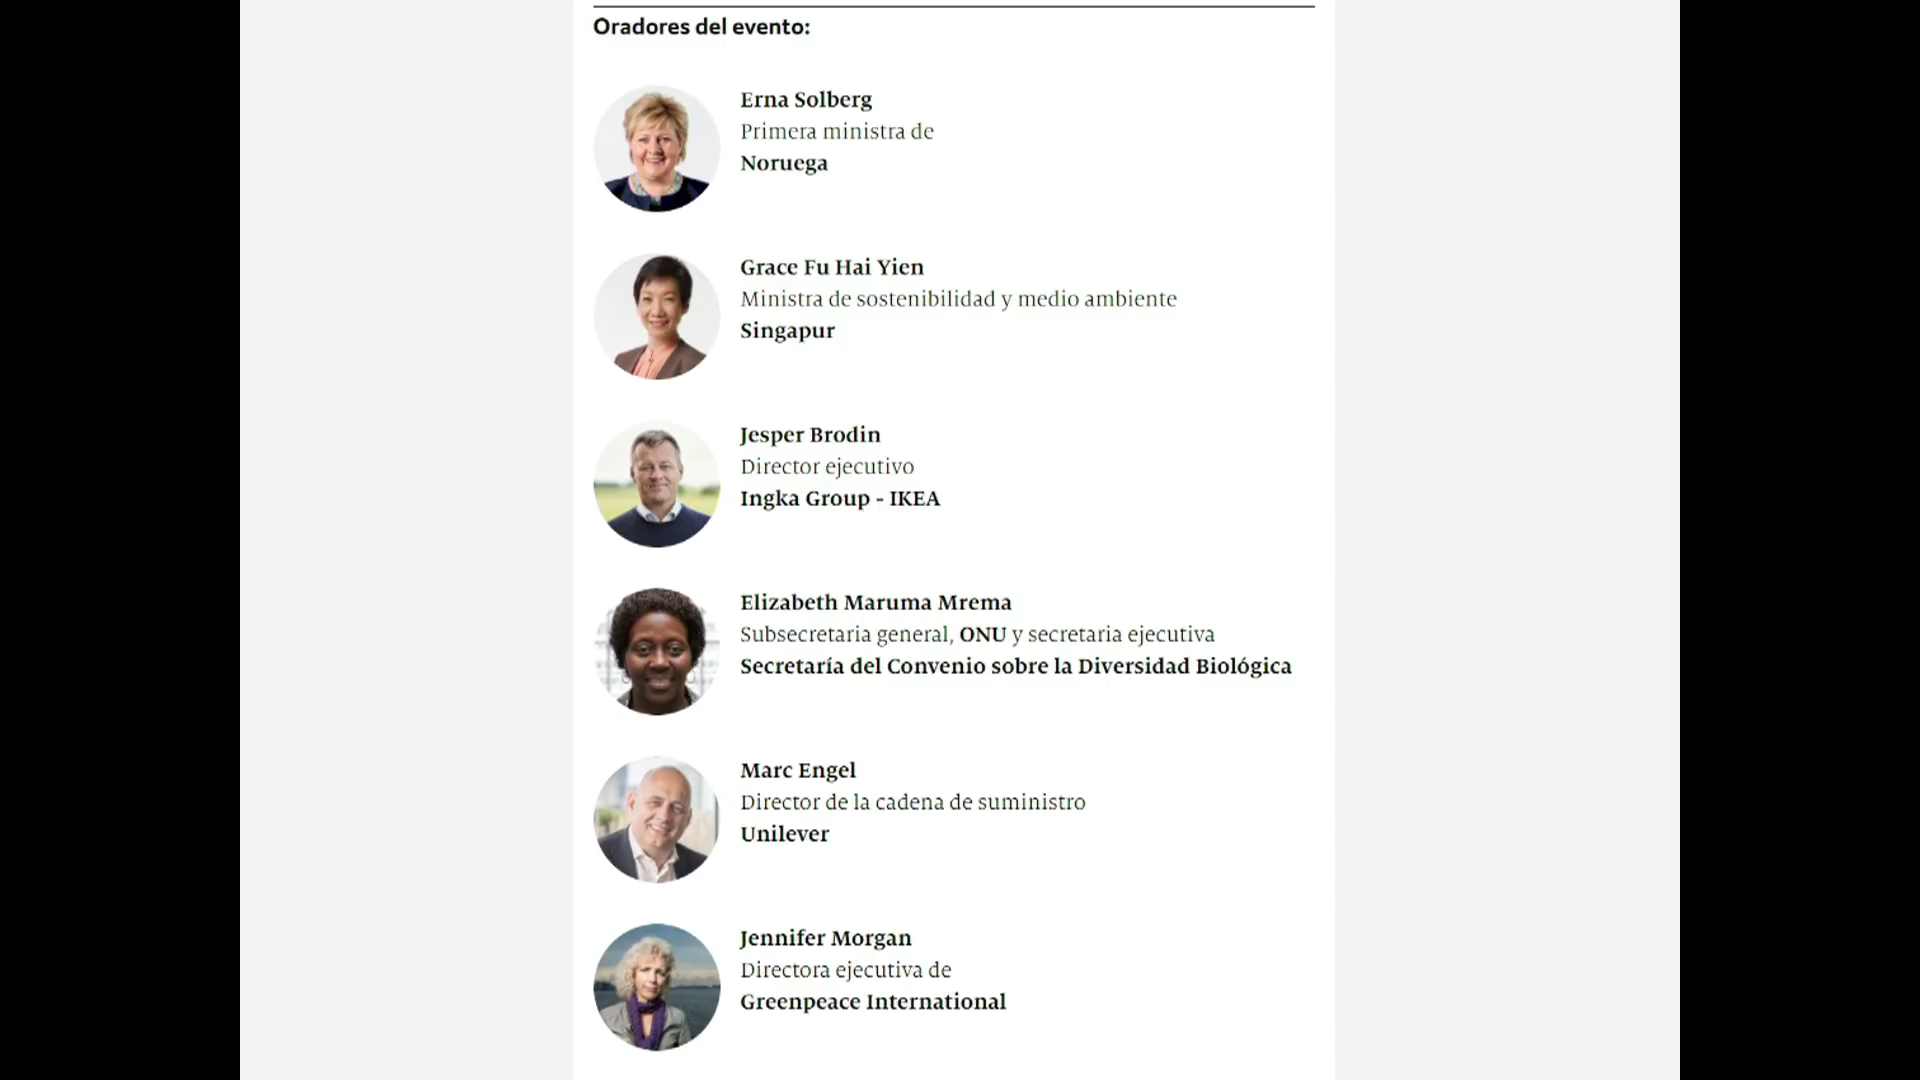 Oradores del evento:
Erna Solberg
Primera ministra de
Noruega
Grace Fu Hai Yien
Ministra de sostenibilidad y medio ambiente
Singapur
Jesper Brodin
Director ejecutivo
Ingka Group - IKEA
Elizabeth Maruma Mrema
Subsecretaria general, ONU y secretaria ejecutiva
Secretaría del Convenio sobre la Diversidad Biológica
Marc Engel
Director de la cadena de suministro
Unilever
Jennifer Morgan
Directora ejecutiva de
Greenpeace International